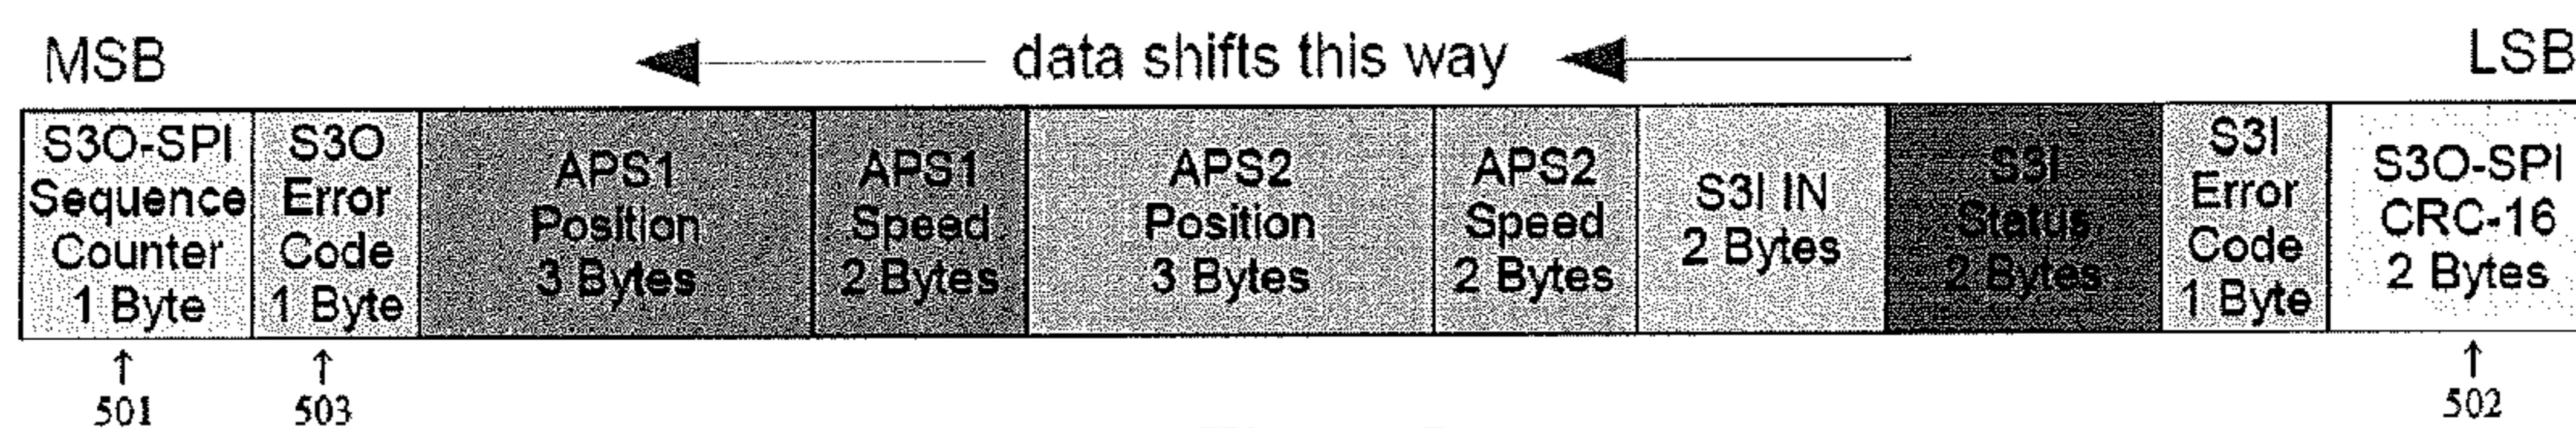 MSB
data shifts this way
LSB
S3O-SPI
Sequence
Counter
1 Byte
S3O
Error
Code
1 Byte
APS1
Position
3 Bytes
APS1
Speed
2 Bytes
APS2
Position
3 Bytes
APS2
Speed
2 Bytes
S3I IN
2 Bytes
S3I
Status
2 Bytes
S3I
Error
Code
1 Byte
S3O-SPI
CRC-16
2 Bytes
501
503
502